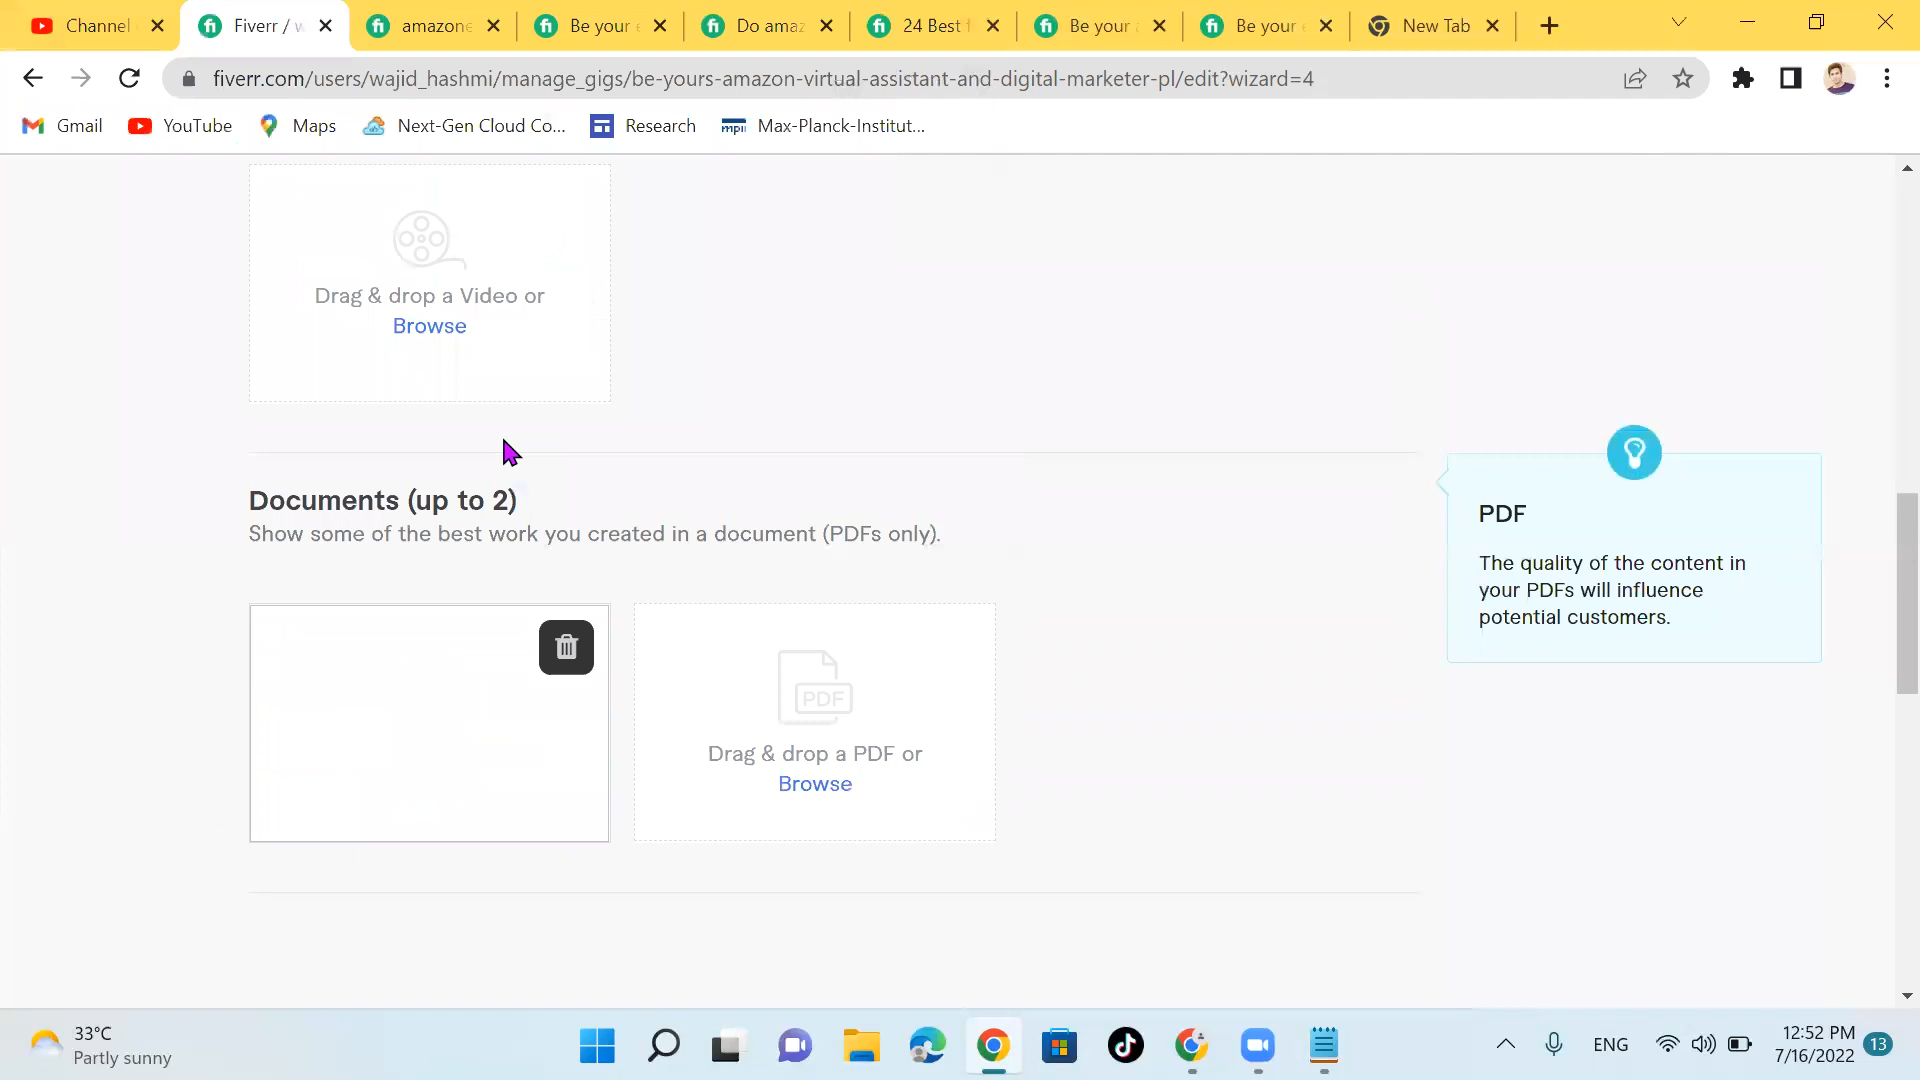 Channel
Fiverr / w
amazone
Be your e
Do amaz
24 Best f
Be your a
Be your e
New Tab
fiverr.com/users/wajid_hashmi/manage_gigs/be-yours-amazon-virtual-assistant-and-digital-marketer-pl/edit?wizard=4
Gmail
YouTube
Maps
Next-Gen Cloud Co...
Research
mpii Max-Planck-Institut...
Drag & drop a Video or
Browse
Documents (up to 2)
Show some of the best work you created in a document (PDFs only).
PDF
Drag & drop a PDF or
Browse
PDF
The quality of the content in
your PDFs will influence
potential customers.
33°C
Partly sunny
ENG
12:52 PM
7/16/2022
13